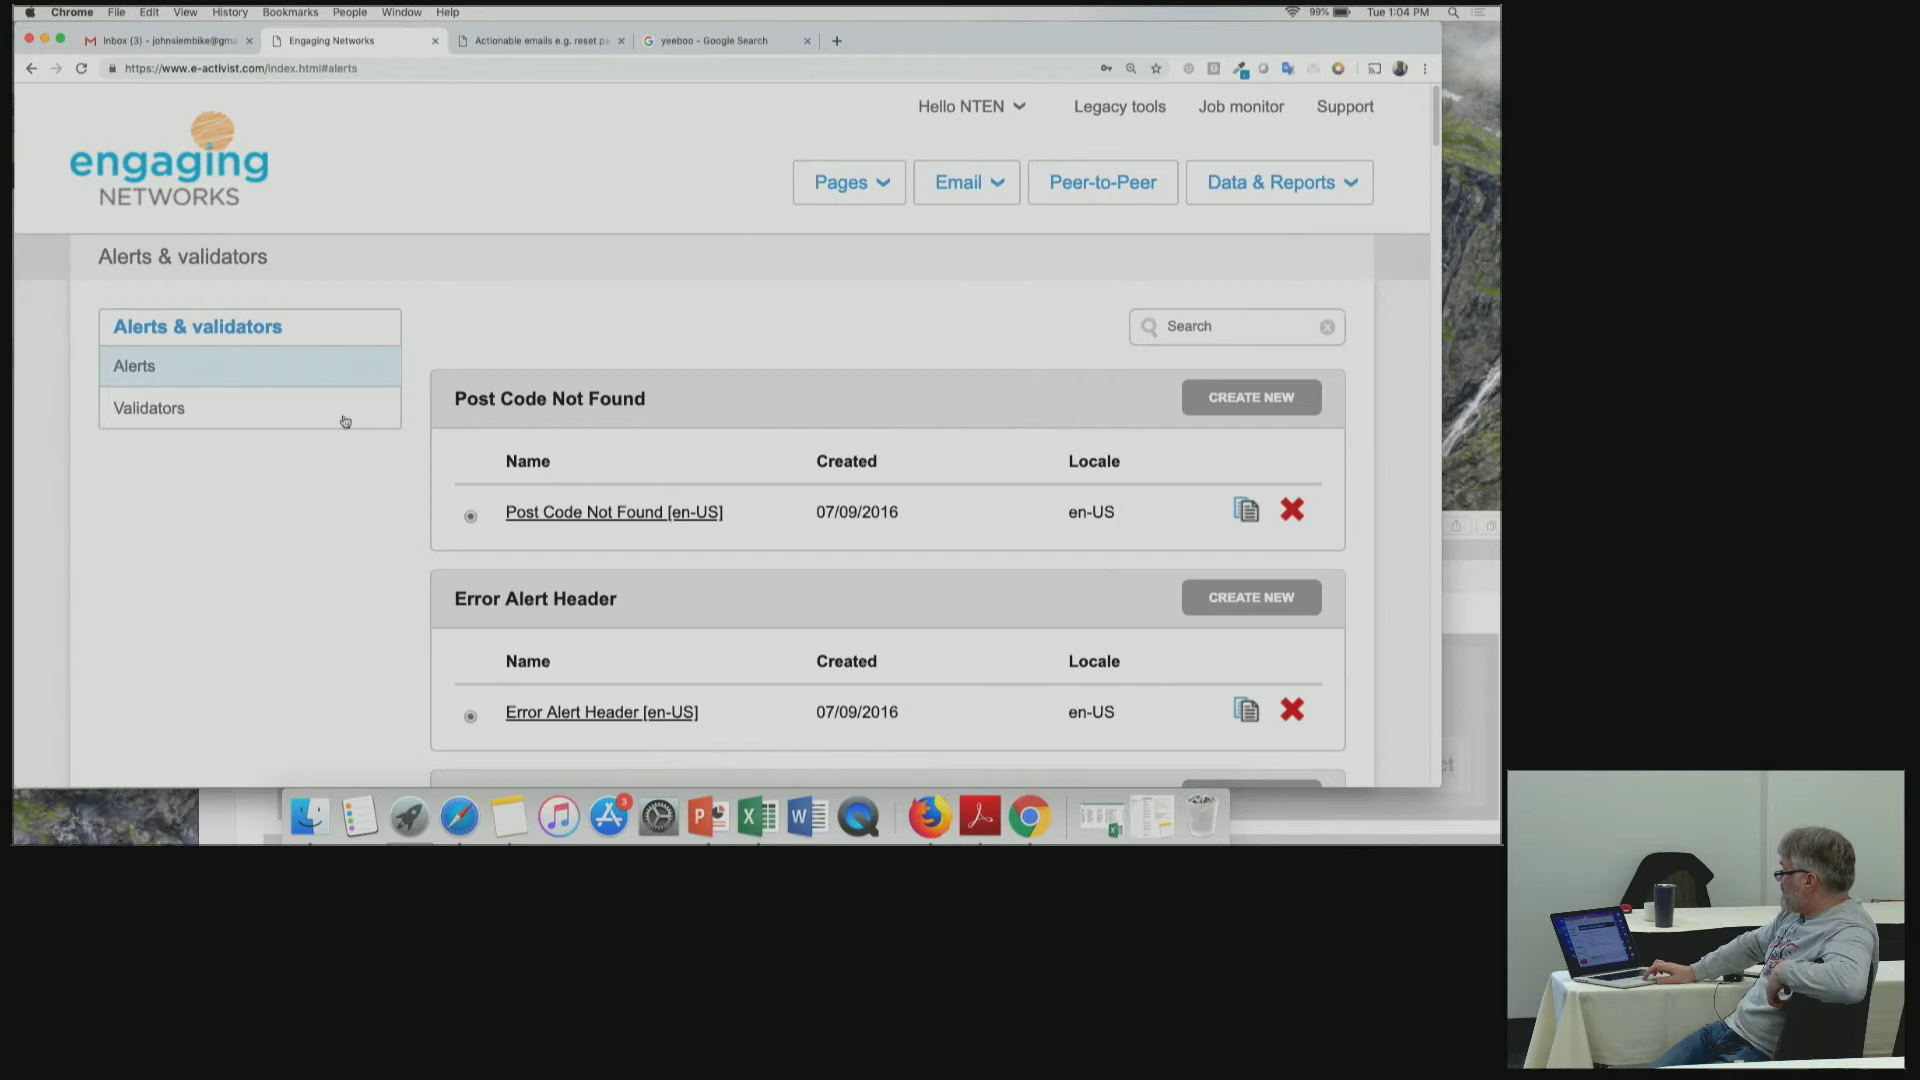 Chrome File Edit View History Bookmarks People Window Help
99% Tue 1:04 PM
Inbox (3) - johnsiembike@gma
Engaging Networks
Actionable emails e.g. reset pa
yeeboo - Google Search
https://www.e-activist.com/index.html#alerts
Hello NTEN Legacy tools Job monitor Support
engaging
NETWORKS
Pages Email Peer-to-Peer Data & Reports
Alerts & validators
Alerts & validators
Alerts
Validators
Search
Post Code Not Found CREATE NEW
Name Created Locale
Post Code Not Found [en-US] 07/09/2016 en-US
Error Alert Header CREATE NEW
Name Created Locale
Error Alert Header [en-US] 07/09/2016 en-US
3
ct